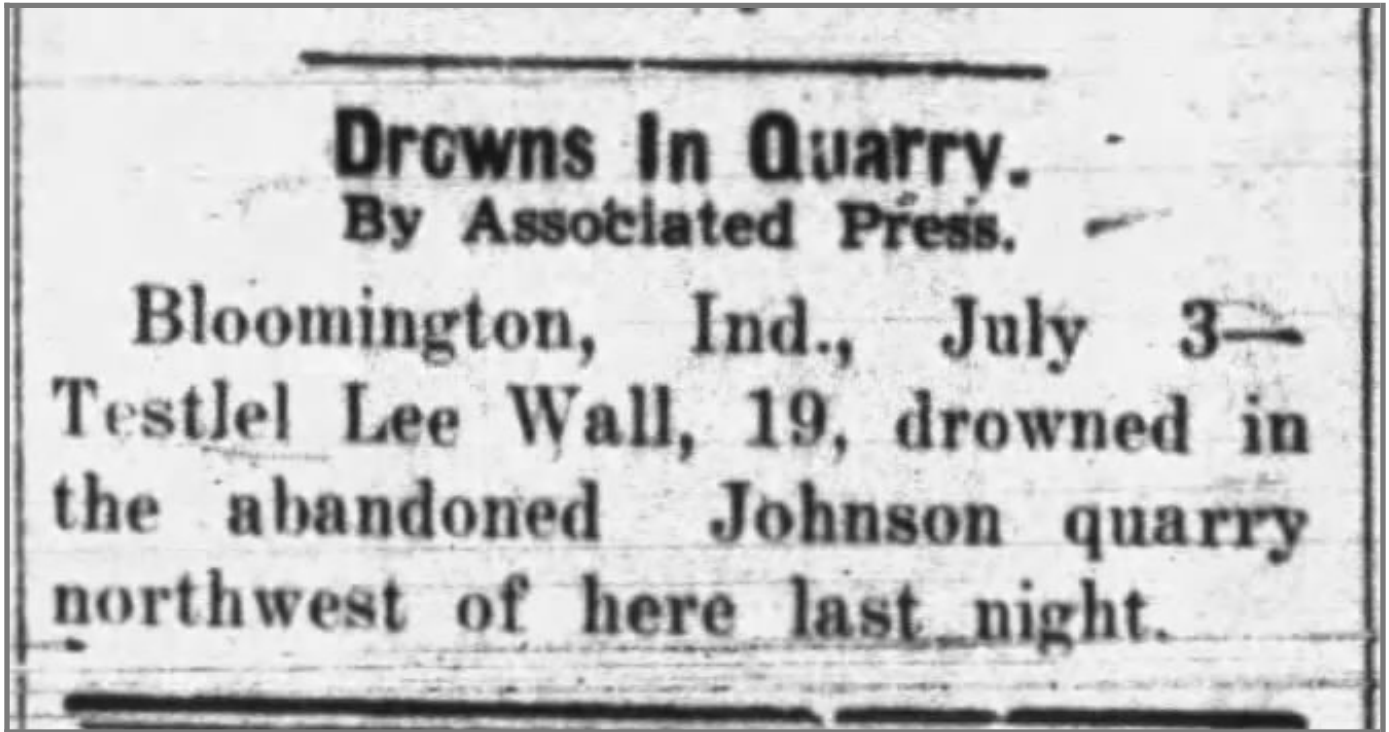 Drowns In Quarry.
By Associated Press.
Bloomington, Ind., July 3—
Testlel Lee Wall, 19, drowned in
the abandoned Johnson quarry
northwest of here last night.